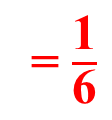 = 1/6